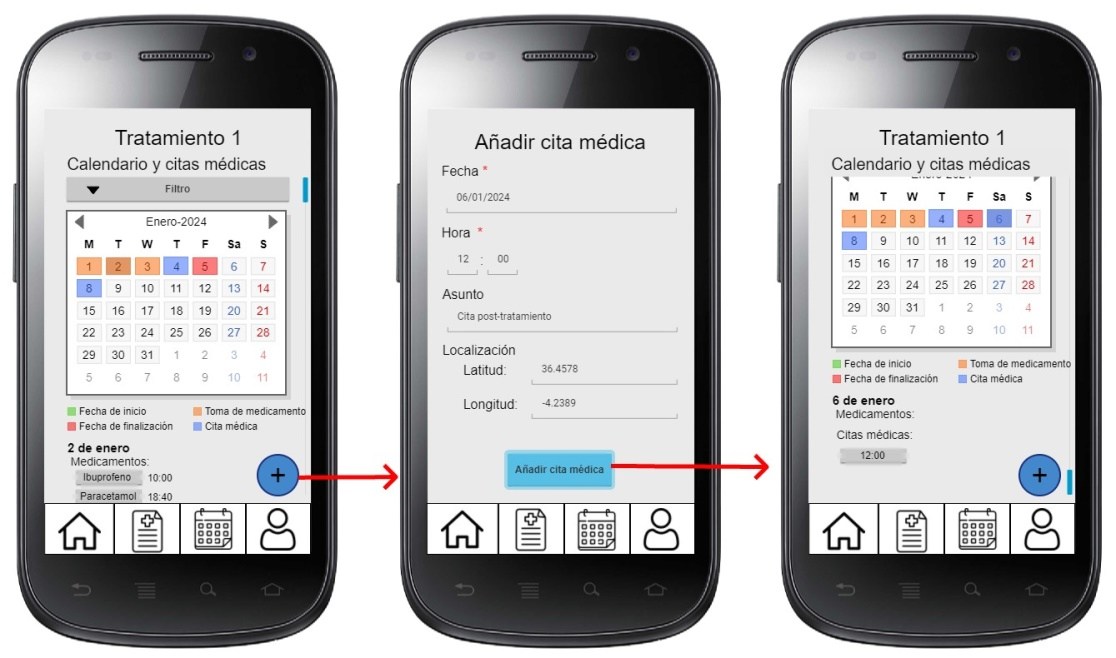 Tratamiento 1
Calendario y citas médicas
Filtro
Enero-2024
M T W T F Sa S
1 2 3 4 5 6 7
8 9 10 11 12 13 14
15 16 17 18 19 20 21
22 23 24 25 26 27 28
29 30 31 1 2 3 4
5 6 7 8 9 10 11
Fecha de inicio Toma de medicamento
Fecha de finalización Cita médica
2 de enero
Medicamentos:
Ibuprofeno 10:00
Paracetamol 18:40
+
Añadir cita médica
Fecha *
06/01/2024
Hora *
12 : 00
Asunto
Cita post-tratamiento
Localización
Latitud: 36.4578
Longitud: -4.2389
Añadir cita médica
Tratamiento 1
Calendario y citas médicas
M T W T F Sa S
1 2 3 4 5 6 7
8 9 10 11 12 13 14
15 16 17 18 19 20 21
22 23 24 25 26 27 28
29 30 31 1 2 3 4
5 6 7 8 9 10 11
Fecha de inicio Toma de medicamento
Fecha de finalización Cita médica
6 de enero
Medicamentos:
Citas médicas:
12:00
+